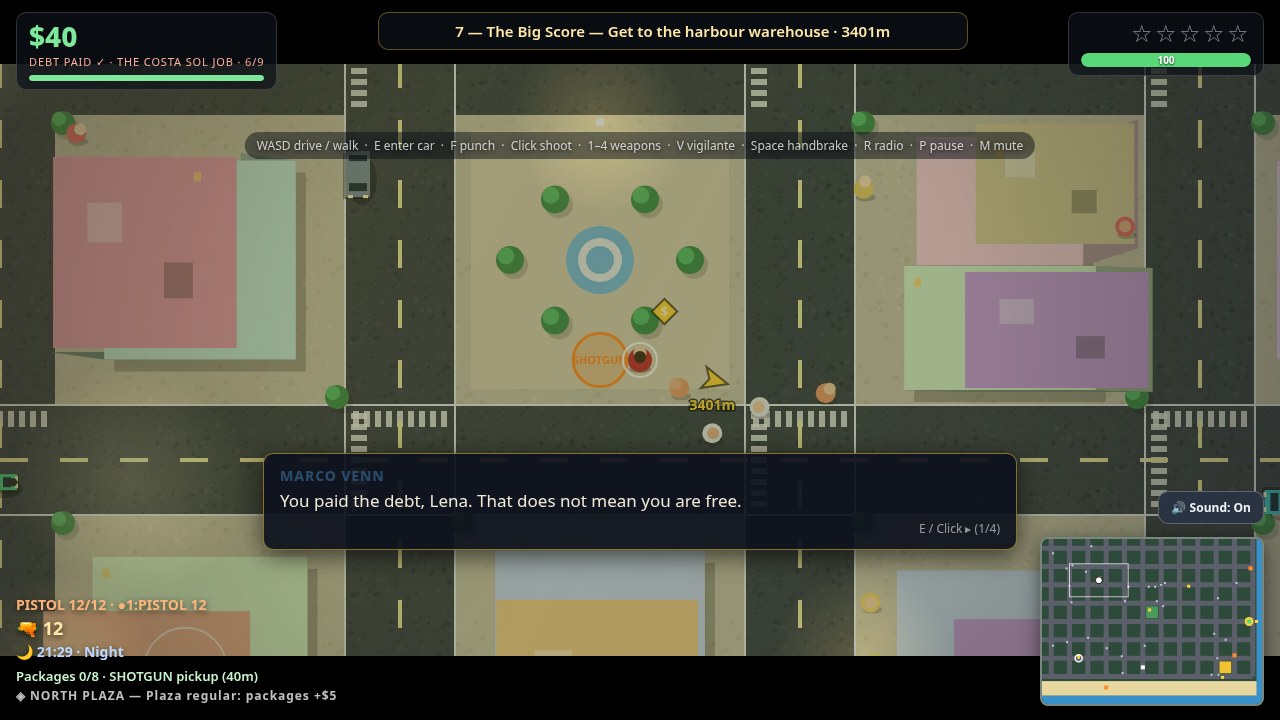 $40
DEBT PAID ✓ · THE COSTA SOL JOB · 6/9
7 — The Big Score — Get to the harbour warehouse · 3401m
☆☆☆☆☆
100
WASD drive / walk · E enter car · F punch · Click shoot · 1–4 weapons · V vigilante · Space handbrake · R radio · P pause · M mute
$
SHOTGUN
3401m
MARCO VENN
You paid the debt, Lena. That does not mean you are free.
E / Click ▸ (1/4)
🔊 Sound: On
PISTOL 12/12 · ●1:PISTOL 12
🔫 12
🌙 21:29 · Night
Packages 0/8 · SHOTGUN pickup (40m)
◈ NORTH PLAZA — Plaza regular: packages +$5